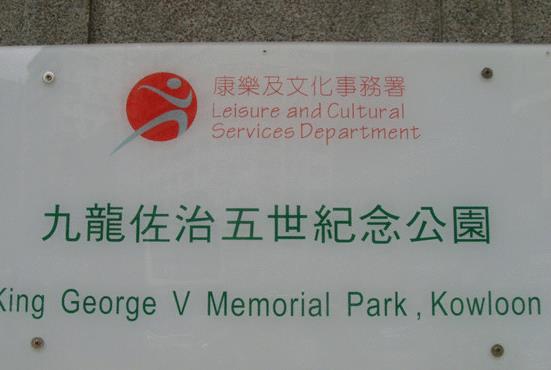 康樂及文化事務署
Leisure and Cultural
Services Department
九龍佐治五世紀念公園
King George V Memorial Park, Kowloon